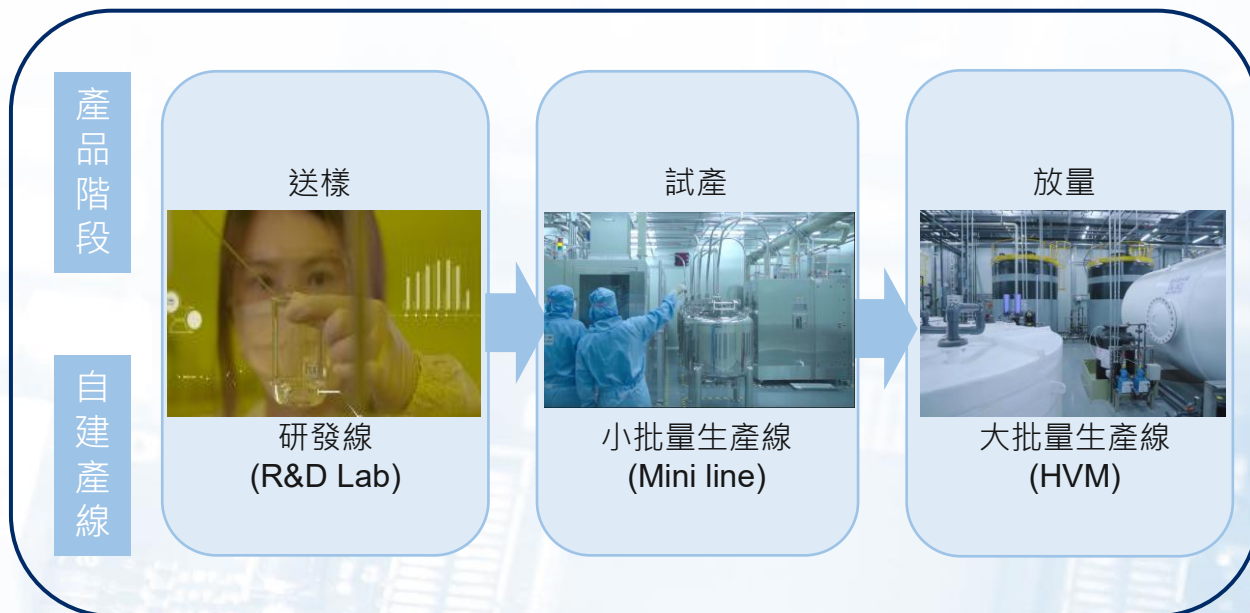 產品階段
自建產線
送樣
研發線
(R&D Lab)
試產
小批量生產線
(Mini line)
放量
大批量生產線
(HVM)